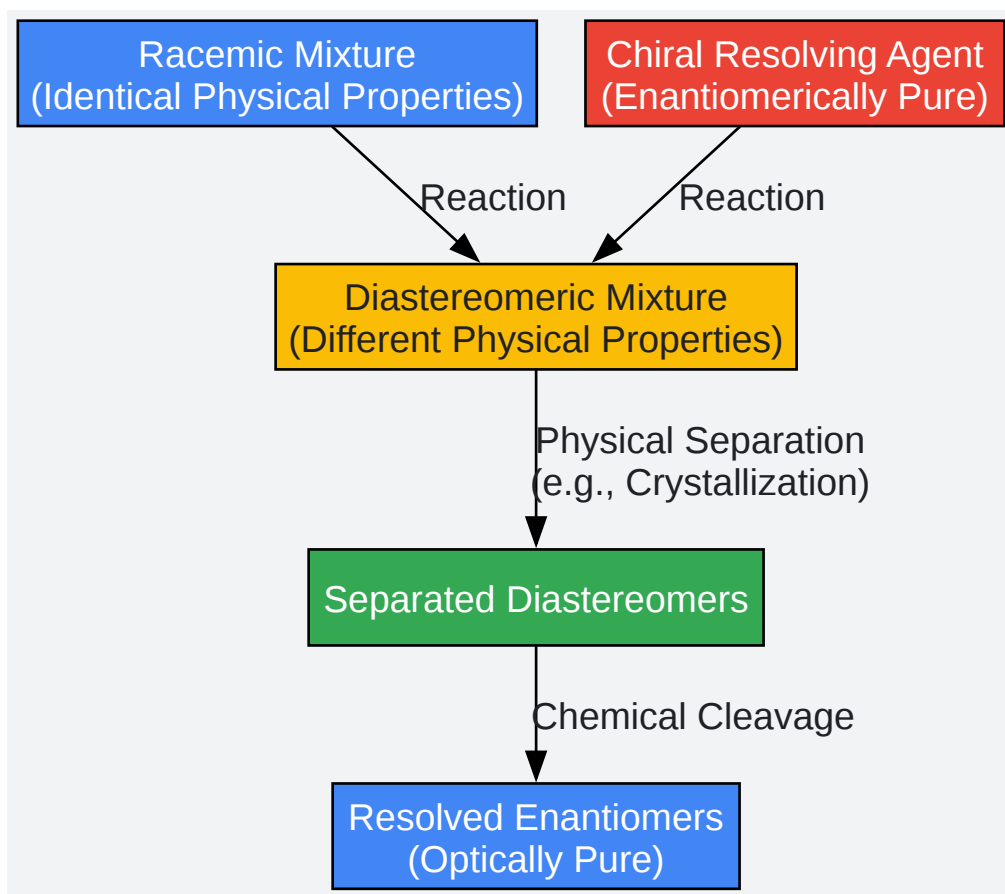 Racemic Mixture
(Identical Physical Properties)
Chiral Resolving Agent
(Enantiomerically Pure)
Reaction
Reaction
Diastereomeric Mixture
(Different Physical Properties)
Physical Separation
(e.g., Crystallization)
Separated Diastereomers
Chemical Cleavage
Resolved Enantiomers
(Optically Pure)